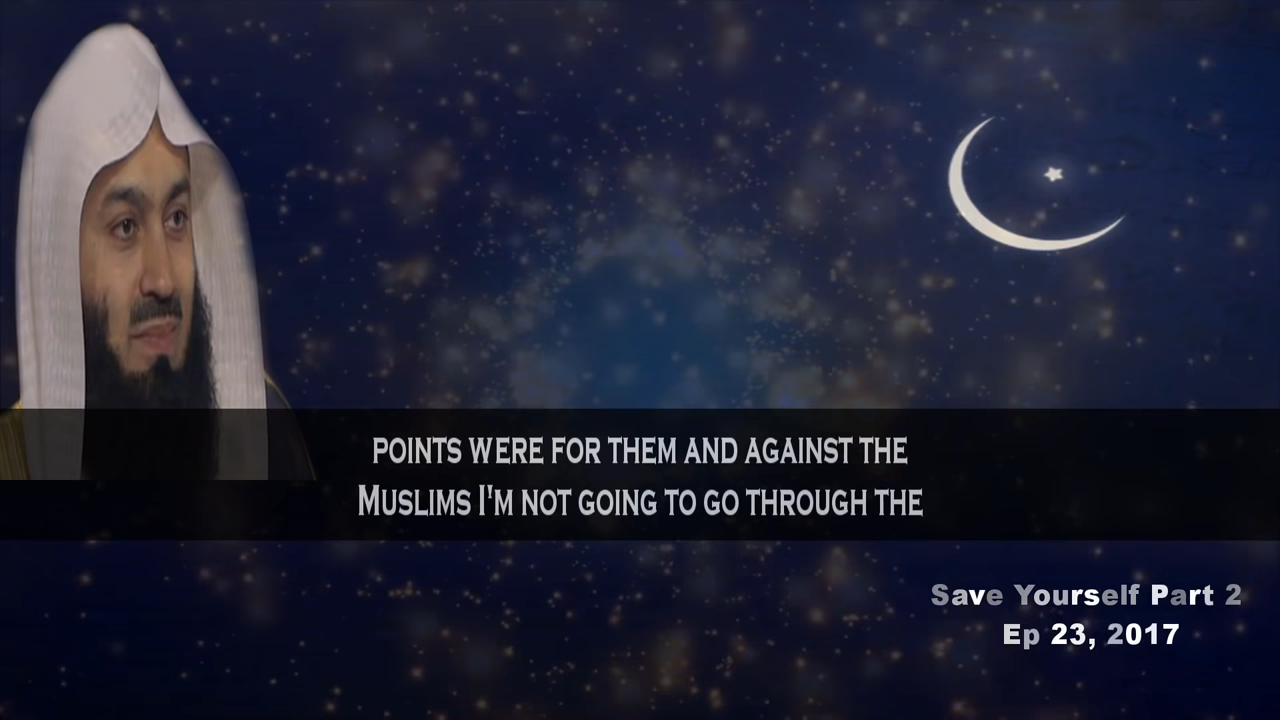 POINTS WERE FOR THEM AND AGAINST THE
MUSLIMS I'M NOT GOING TO GO THROUGH THE
Save Yourself Part 2
Ep 23, 2017